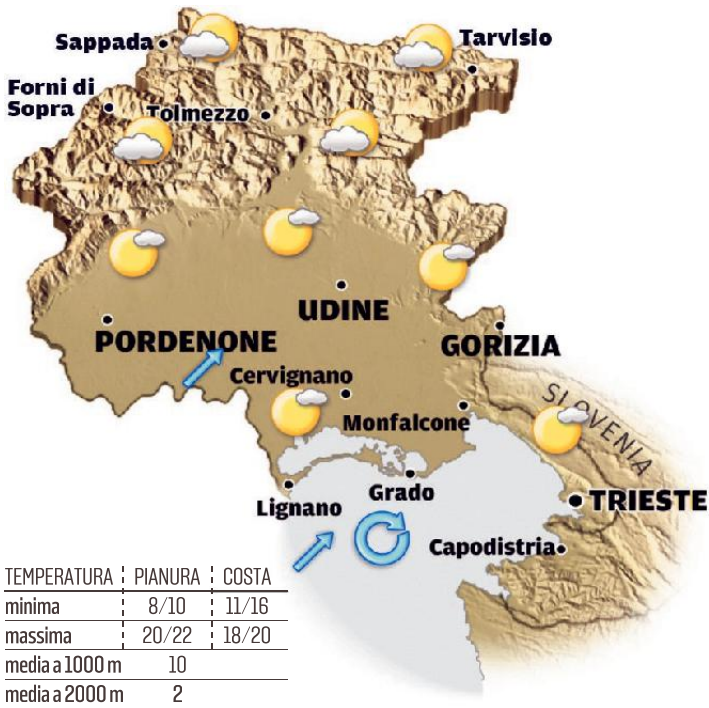 Sappada
Tarvisio
Forni di
Sopra
Tolmezzo
UDINE
PORDENONE
GORIZIA
Cervignano
SLOVENIA
Monfalcone
Grado
Lignano
TRIESTE
Capodistria
TEMPERATURA PIANURA COSTA
minima 8/10 11/16
massima 20/22 18/20
media a 1000 m 10
media a 2000 m 2